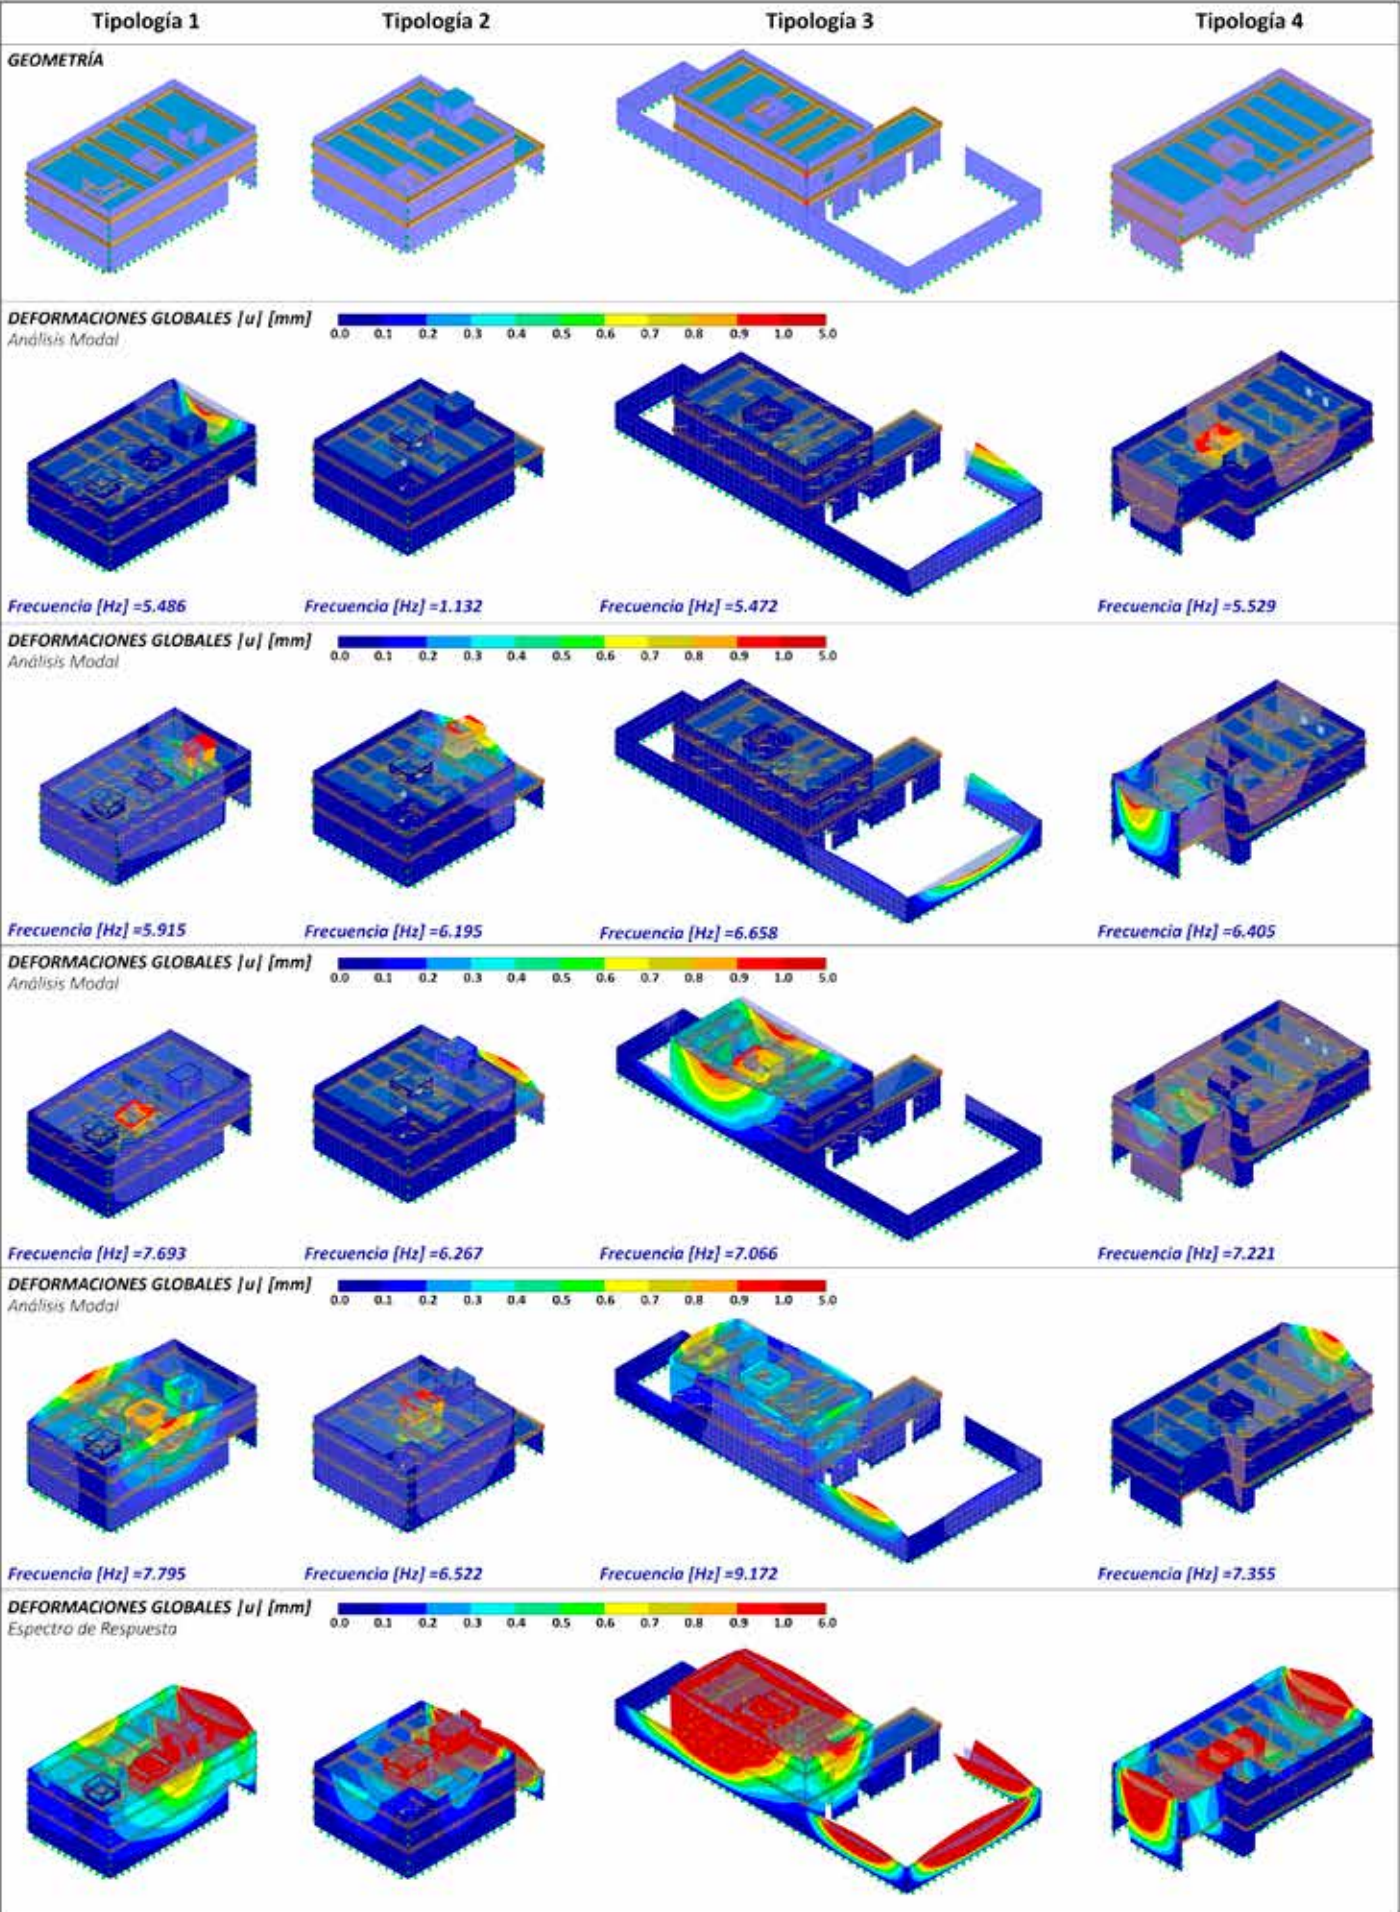 Tipología 1 Tipología 2 Tipología 3 Tipología 4
GEOMETRÍA
DEFORMACIONES GLOBALES |u| [mm]
Análisis Modal
0.0 0.1 0.2 0.3 0.4 0.5 0.6 0.7 0.8 0.9 1.0 5.0
Frecuencia [Hz] =5.486 Frecuencia [Hz] =1.132 Frecuencia [Hz] =5.472 Frecuencia [Hz] =5.529
DEFORMACIONES GLOBALES |u| [mm]
Análisis Modal
0.0 0.1 0.2 0.3 0.4 0.5 0.6 0.7 0.8 0.9 1.0 5.0
Frecuencia [Hz] =5.915 Frecuencia [Hz] =6.195 Frecuencia [Hz] =6.658 Frecuencia [Hz] =6.405
DEFORMACIONES GLOBALES |u| [mm]
Análisis Modal
0.0 0.1 0.2 0.3 0.4 0.5 0.6 0.7 0.8 0.9 1.0 5.0
Frecuencia [Hz] =7.693 Frecuencia [Hz] =6.267 Frecuencia [Hz] =7.066 Frecuencia [Hz] =7.221
DEFORMACIONES GLOBALES |u| [mm]
Análisis Modal
0.0 0.1 0.2 0.3 0.4 0.5 0.6 0.7 0.8 0.9 1.0 5.0
Frecuencia [Hz] =7.795 Frecuencia [Hz] =6.522 Frecuencia [Hz] =9.172 Frecuencia [Hz] =7.355
DEFORMACIONES GLOBALES |u| [mm]
Espectro de Respuesta
0.0 0.1 0.2 0.3 0.4 0.5 0.6 0.7 0.8 0.9 1.0 6.0